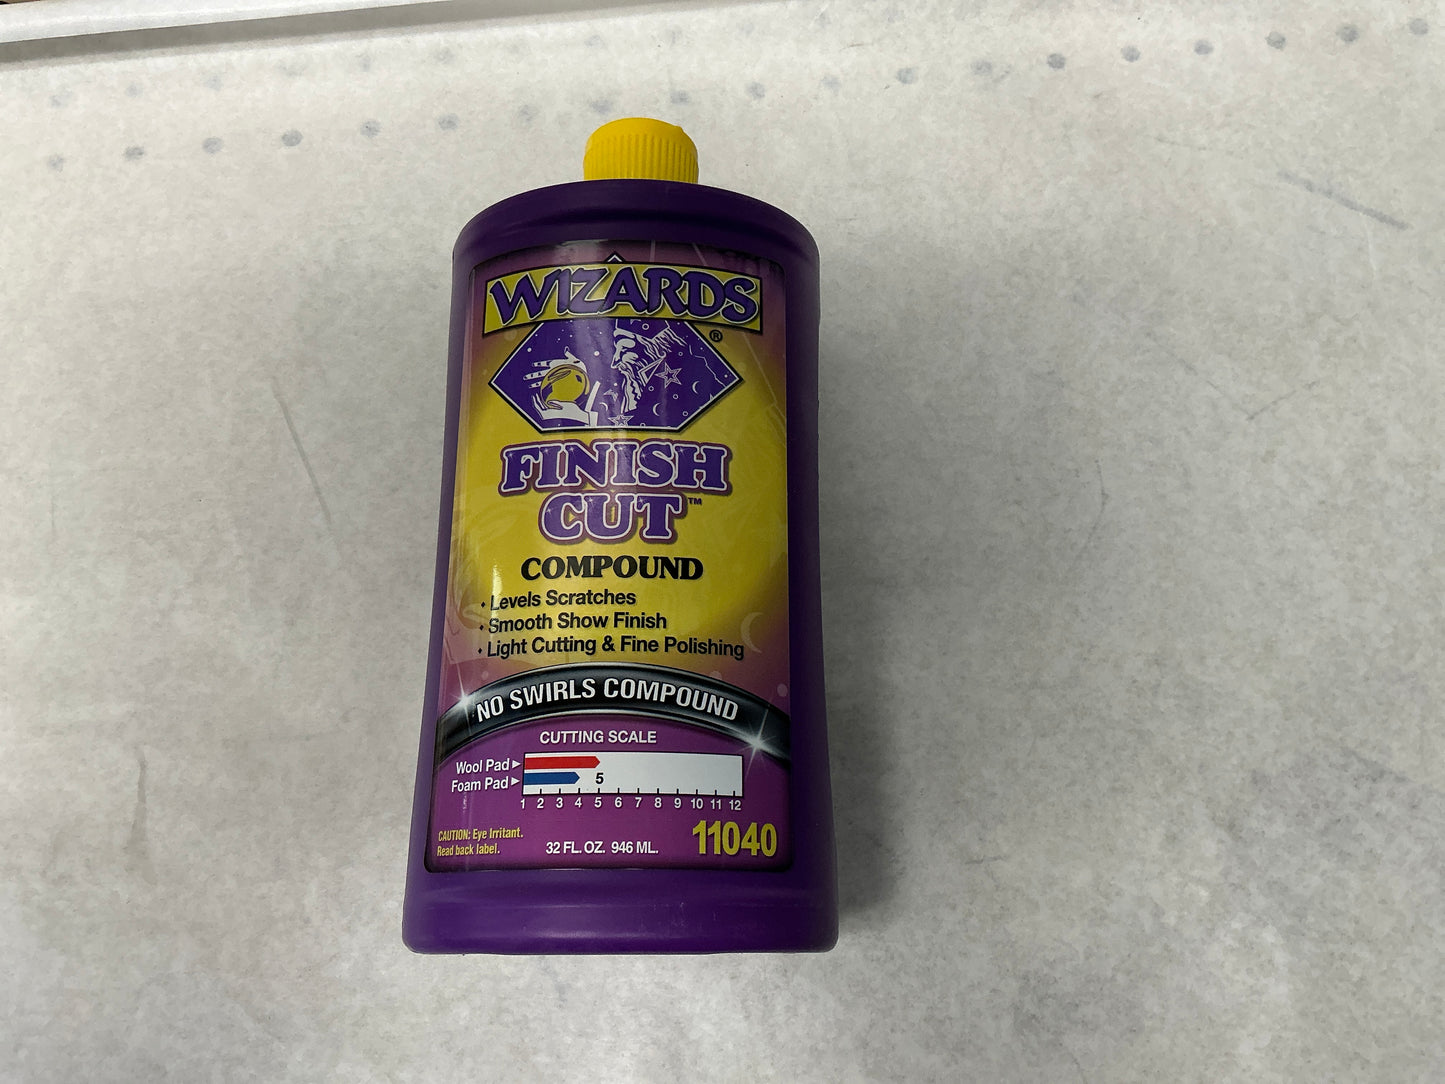 WIZARDS
®
FINISH
CUT™
COMPOUND
• Levels Scratches
• Smooth Show Finish
• Light Cutting & Fine Polishing
NO SWIRLS COMPOUND
CUTTING SCALE
Wool Pad ▶
Foam Pad ▶ 5
1 2 3 4 5 6 7 8 9 10 11 12
CAUTION: Eye Irritant.
Read back label.
32 FL. OZ. 946 ML.
11040